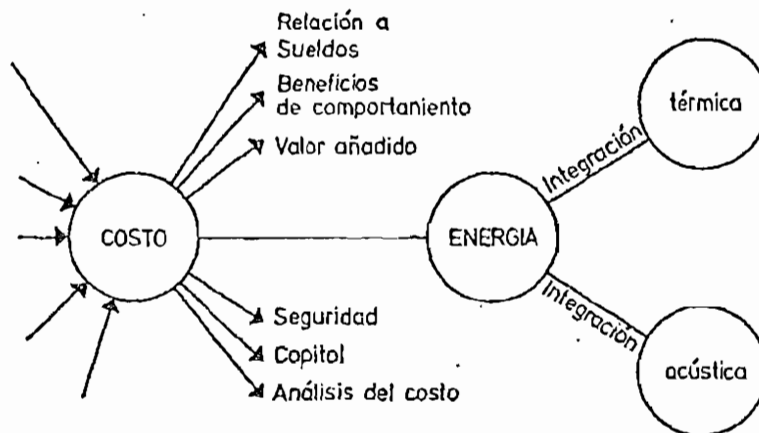 Relación a
Sueldos
Beneficios
de comportaniento
Valor añadido
COSTO
Seguridad
Copitol
Análisis del costo
ENERGIA
Integración
térmica
Integración
acústica